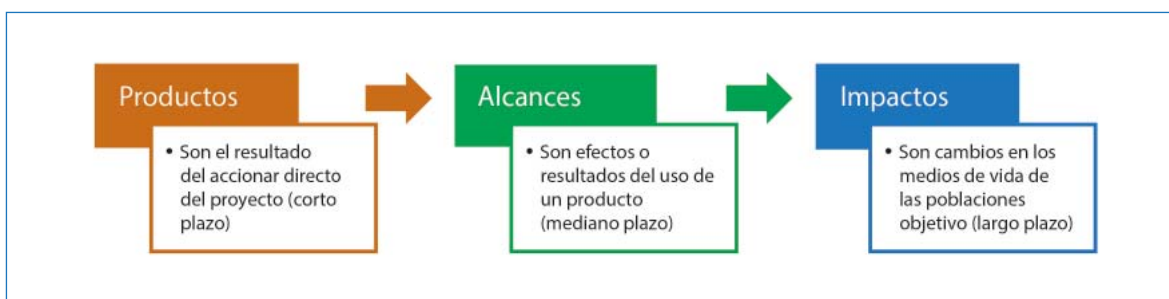 Productos
• Son el resultado
del accionar directo
del proyecto (corto
plazo)
Alcances
• Son efectos o
resultados del uso de
un producto
(mediano plazo)
Impactos
• Son cambios en los
medios de vida de
las poblaciones
objetivo (largo plazo)